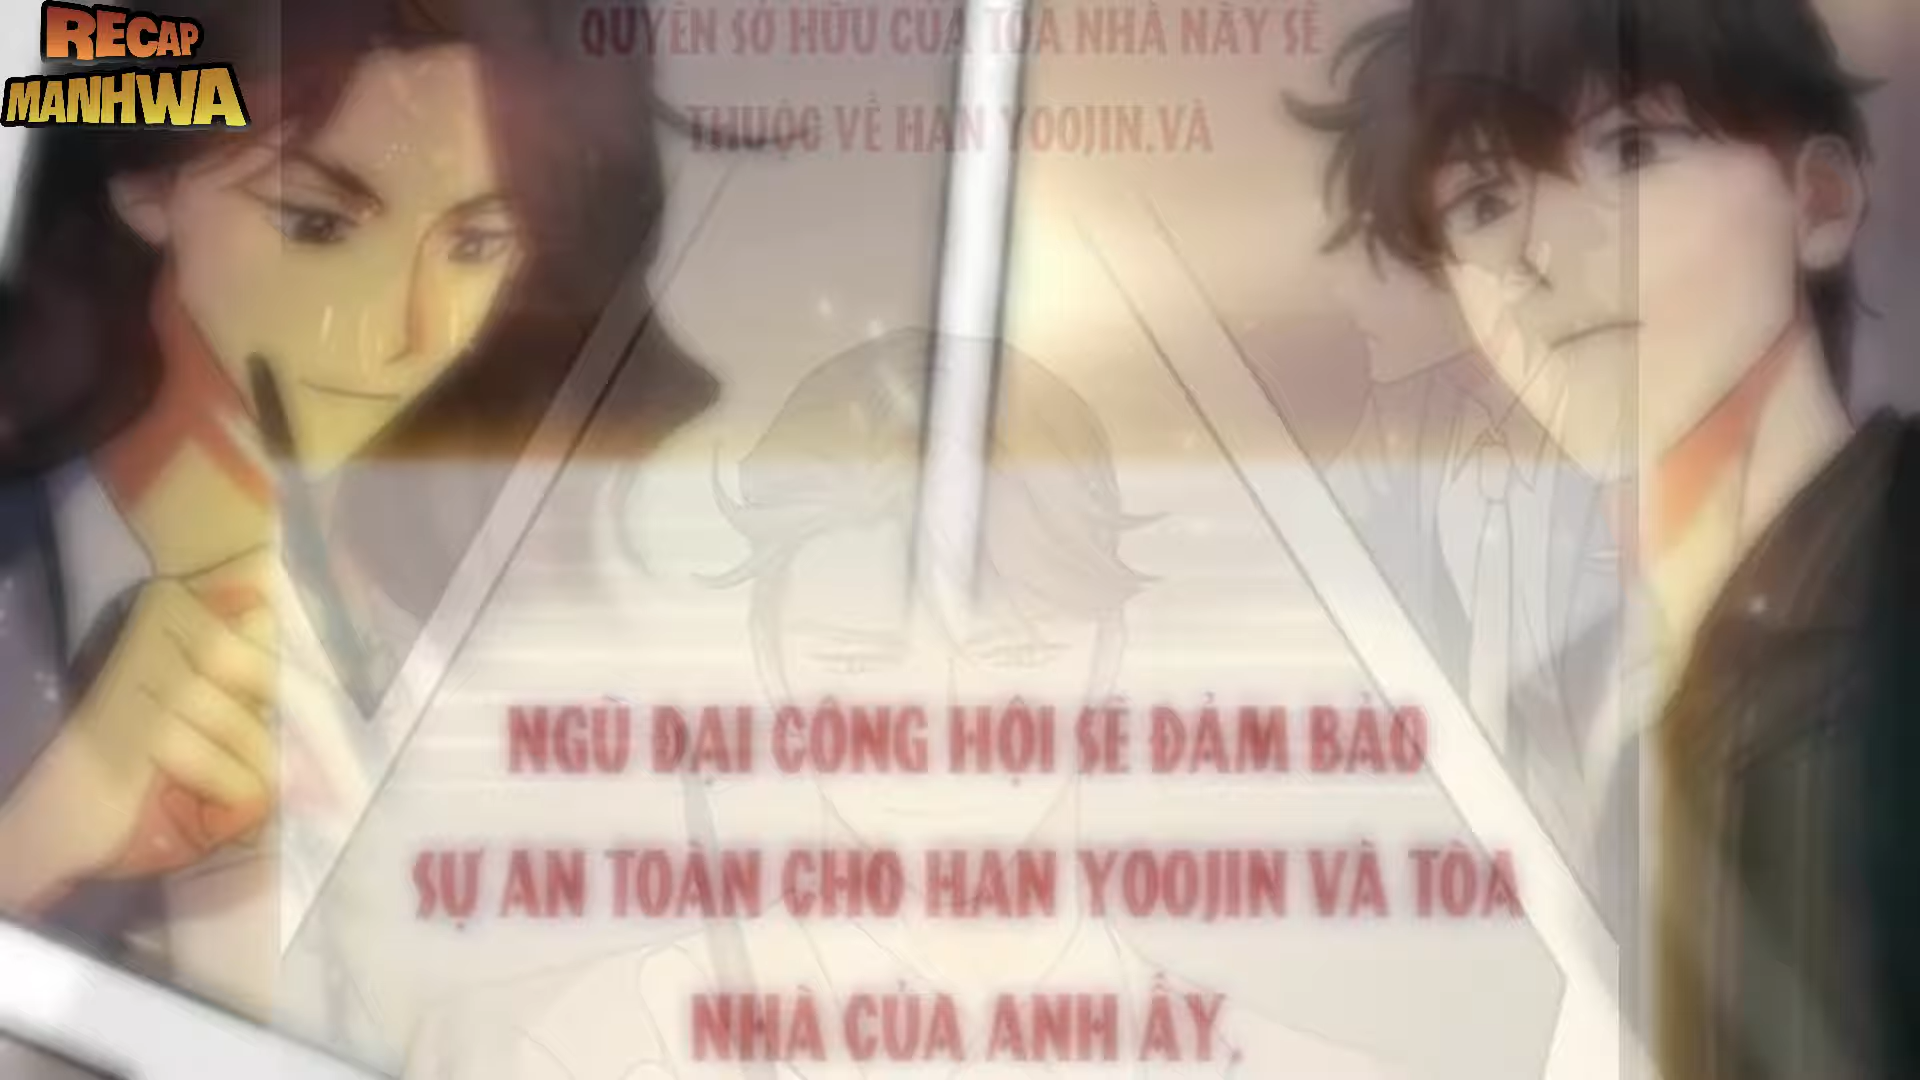 RECAP
MANHWA
QUYỀN SỞ HỮU CỦA TÒA NHÀ NÀY SẼ
THUỘC VỀ HAN YOOJIN.VÀ
NGŨ ĐẠI CÔNG HỘI SẼ ĐẢM BẢO
SỰ AN TOÀN CHO HAN YOOJIN VÀ TÒA
NHÀ CỦA ANH ẤY.